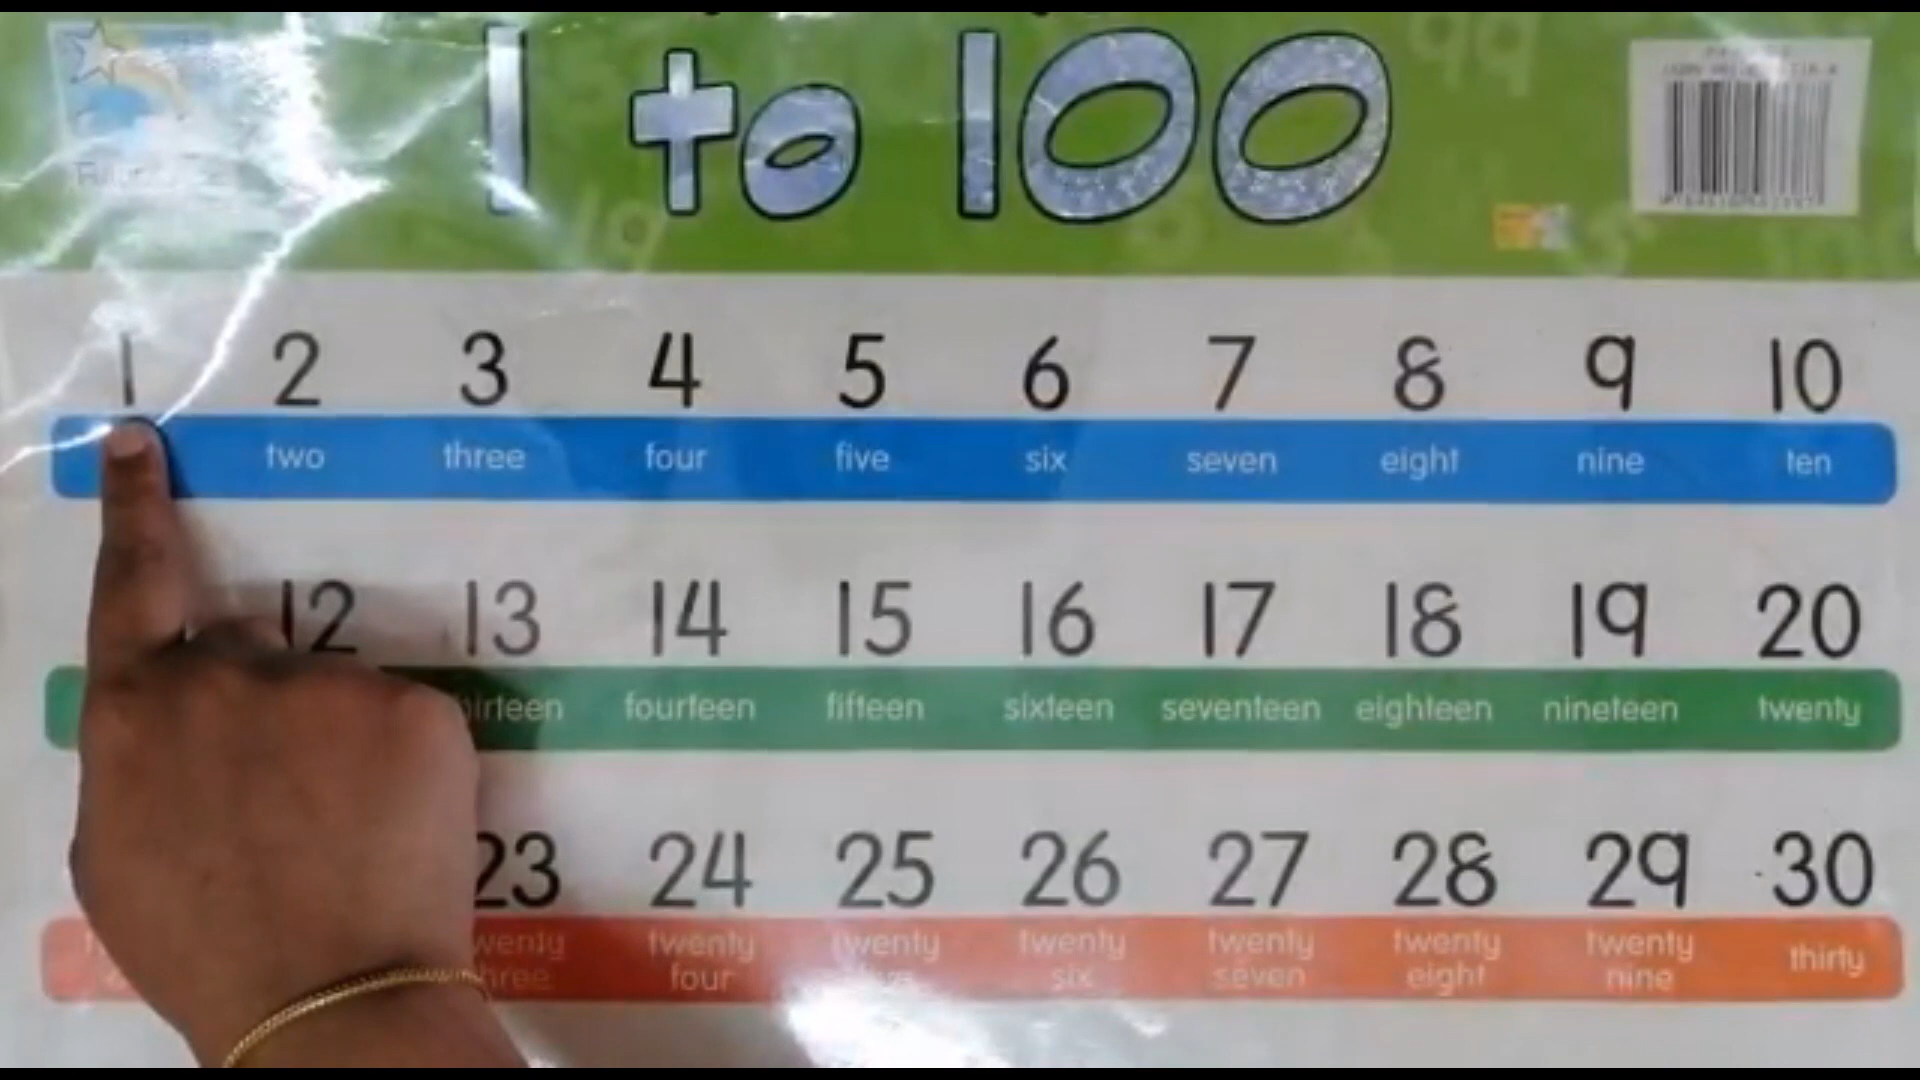 1 to 100
1 2 3 4 5 6 7 8 9 10
two three four five six seven eight nine ten
12 13 14 15 16 17 18 19 20
fourteen fifteen sixteen seventeen eighteen nineteen twenty
23 24 25 26 27 28 29 30
twenty twenty twenty twenty twenty twenty thirty
four six seven eight nine